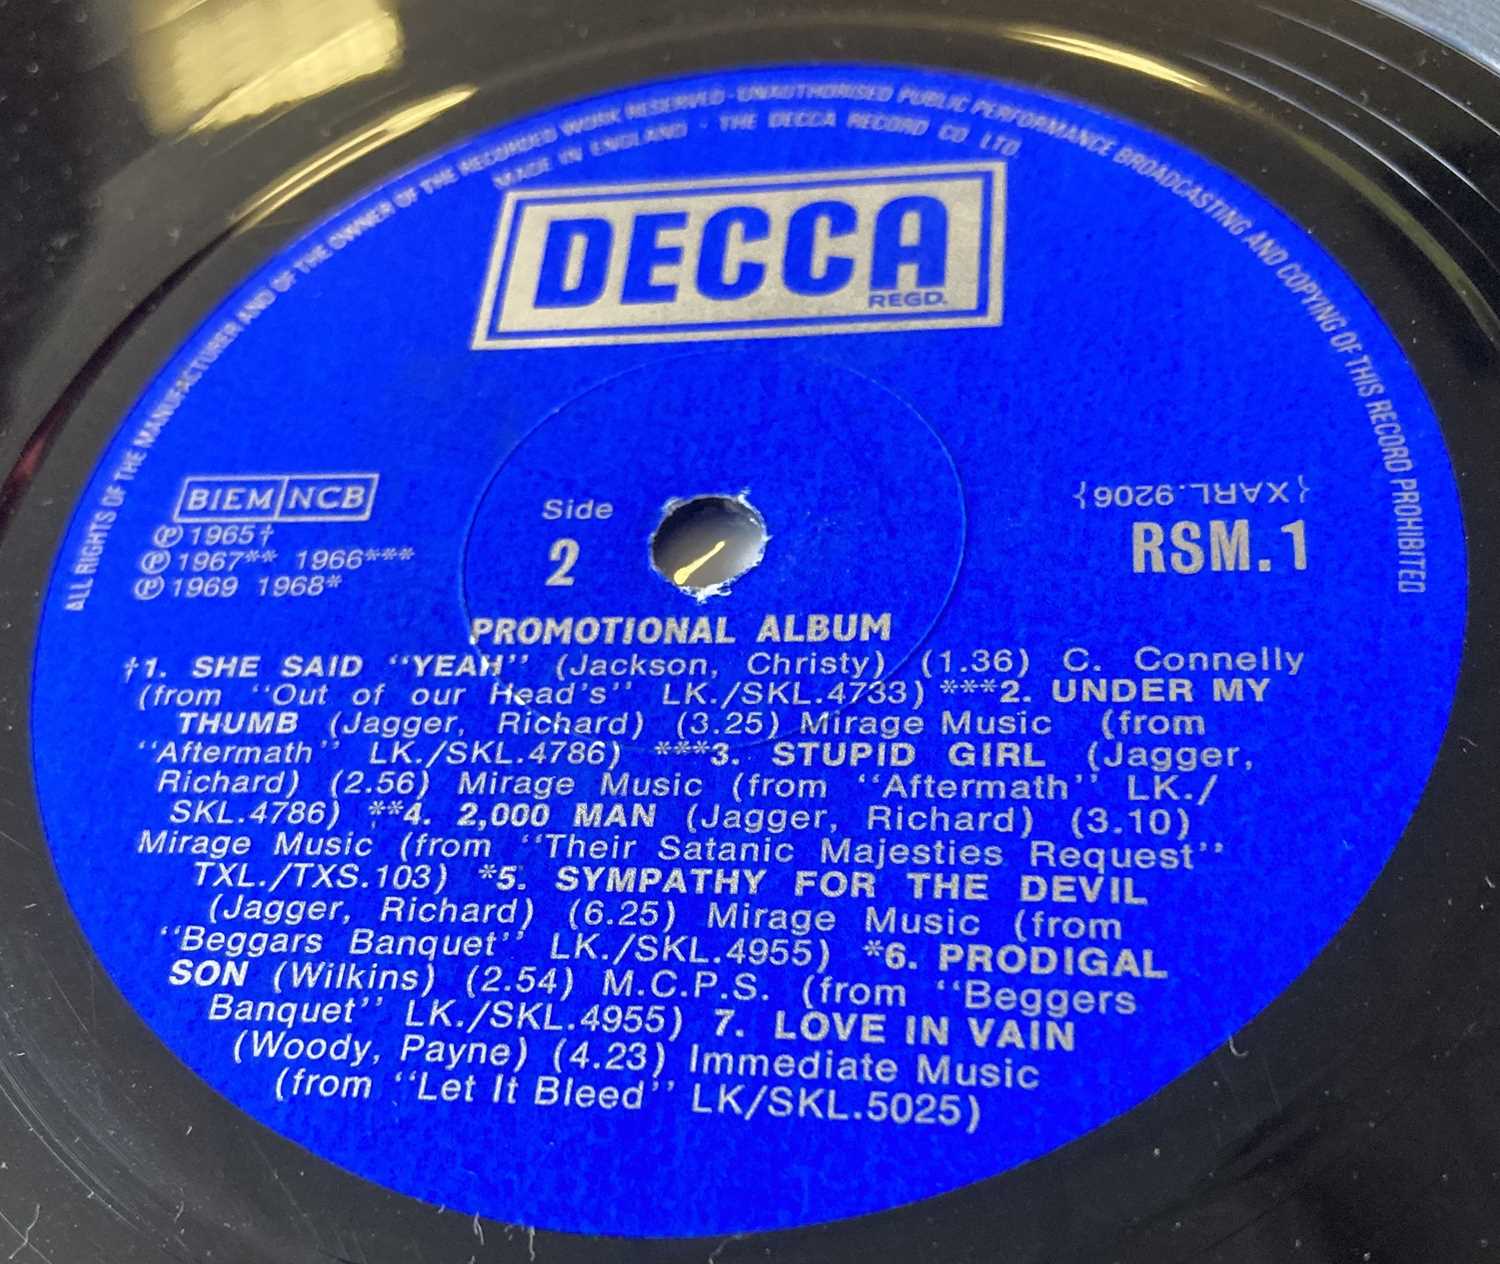 ALL RIGHTS OF THE MANUFACTURER AND OF THE OWNER OF THE RECORDED WORK RESERVED · UNAUTHORISED PUBLIC PERFORMANCE BROADCASTING AND COPYING OF THIS RECORD PROHIBITED
MADE IN ENGLAND · THE DECCA RECORD CO. LTD.
DECCA
REGD.
BIEM NCB
℗ 1965†
℗ 1967** 1966***
℗ 1969 1968*
Side
2
{XARL.9206}
RSM.1
PROMOTIONAL ALBUM
†1. SHE SAID "YEAH" (Jackson, Christy) (1.36) C. Connelly
(from "Out of our Head's" LK./SKL.4733) ***2. UNDER MY
THUMB (Jagger, Richard) (3.25) Mirage Music (from
"Aftermath" LK./SKL.4786) ***3. STUPID GIRL (Jagger,
Richard) (2.56) Mirage Music (from "Aftermath" LK./
SKL.4786) **4. 2,000 MAN (Jagger, Richard) (3.10)
Mirage Music (from "Their Satanic Majesties Request"
TXL./TXS.103) *5. SYMPATHY FOR THE DEVIL
(Jagger, Richard) (6.25) Mirage Music (from
"Beggars Banquet" LK./SKL.4955) *6. PRODIGAL
SON (Wilkins) (2.54) M.C.P.S. (from "Beggers
Banquet" LK./SKL.4955) 7. LOVE IN VAIN
(Woody, Payne) (4.23) Immediate Music
(from "Let It Bleed" LK/SKL.5025)